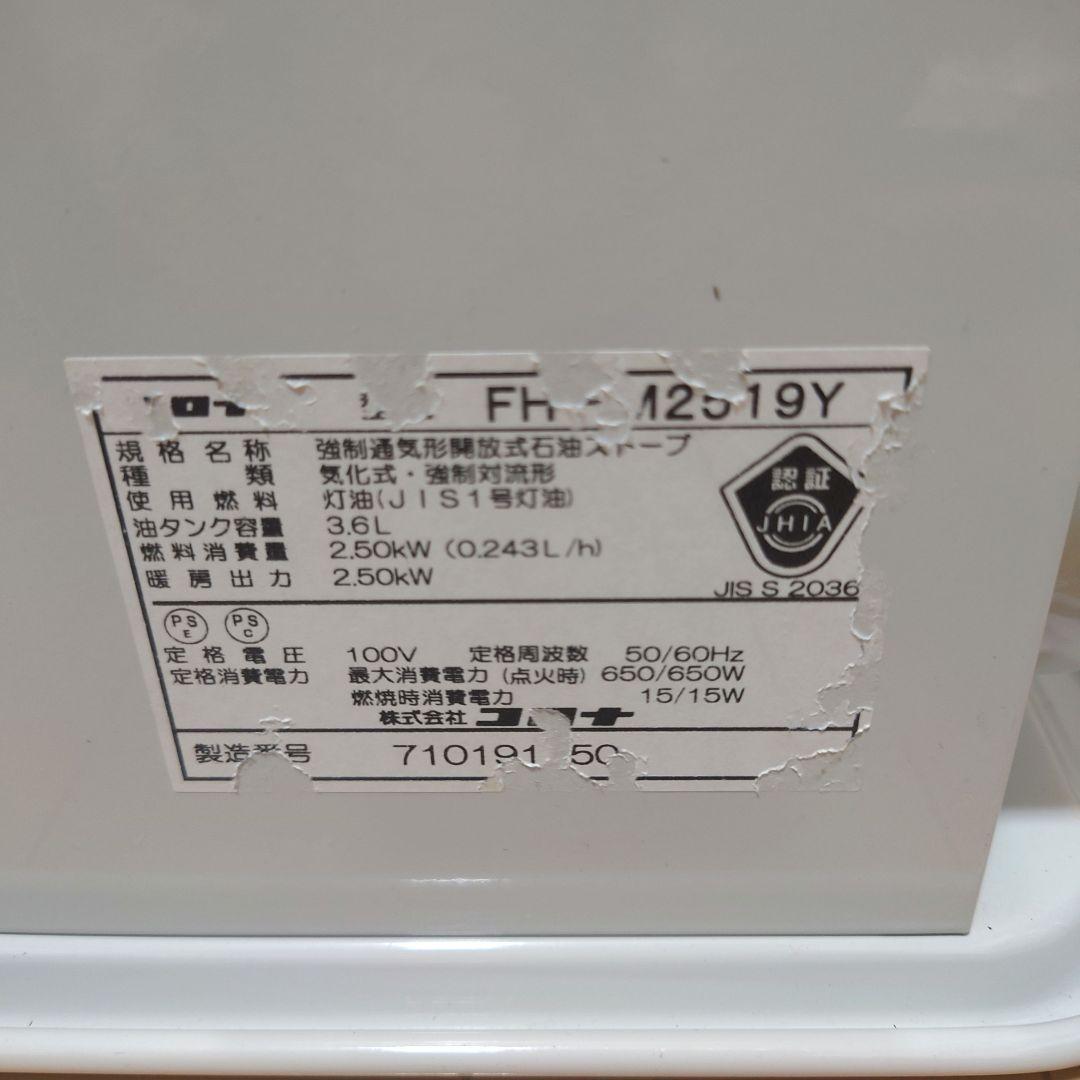 コロナ FH M2519Y
規格名称 強制通気形開放式石油ストーブ
種類 気化式・強制対流形
使用燃料 灯油(JIS1号灯油)
油タンク容量 3.6L
燃料消費量 2.50kW (0.243L/h)
暖房出力 2.50kW
認証
JHIA
JIS S 2036
PS E PS C
定格電圧 100V 定格周波数 50/60Hz
定格消費電力 最大消費電力 (点火時) 650/650W
燃焼時消費電力 15/15W
株式会社 コロナ
製造番号 710191 50